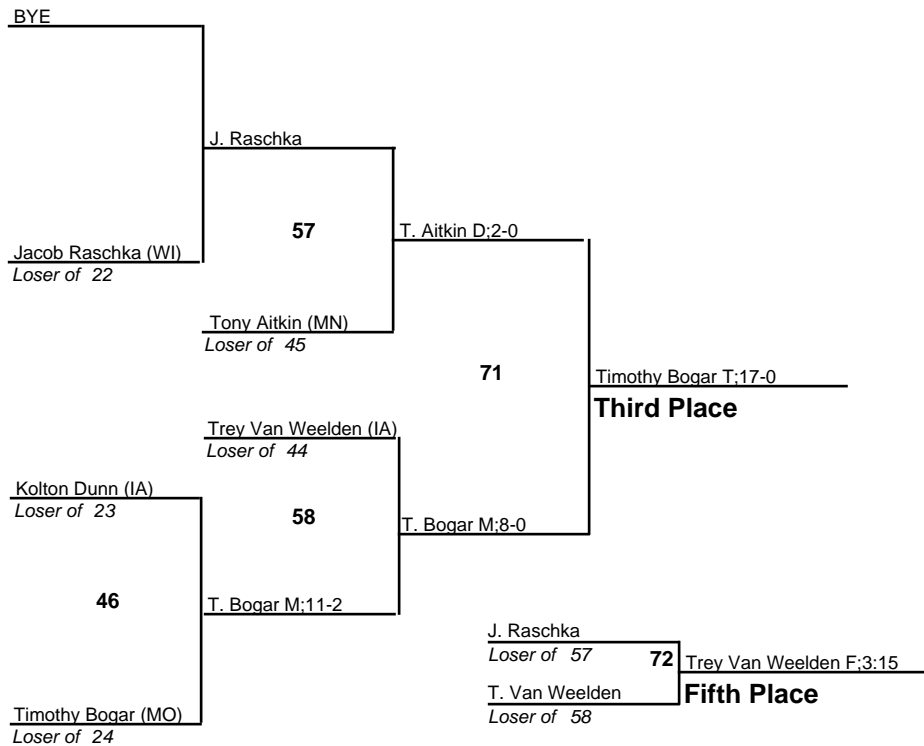 BYE
J. Raschka
57
T. Aitkin D;2-0
Jacob Raschka (WI)
Loser of 22
Tony Aitkin (MN)
Loser of 45
71
Timothy Bogar T;17-0
Third Place
Trey Van Weelden (IA)
Loser of 44
Kolton Dunn (IA)
Loser of 23
58
T. Bogar M;8-0
46
T. Bogar M;11-2
J. Raschka
Loser of 57
72
Trey Van Weelden F;3:15
Fifth Place
T. Van Weelden
Loser of 58
Timothy Bogar (MO)
Loser of 24